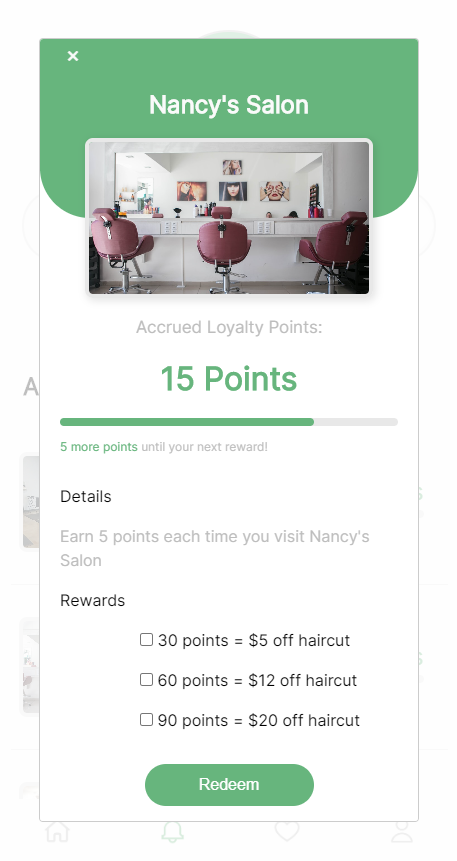 ×
Nancy's Salon
Accrued Loyalty Points:
15 Points
5 more points until your next reward!
Details
Earn 5 points each time you visit Nancy's
Salon
Rewards
30 points = $5 off haircut
60 points = $12 off haircut
90 points = $20 off haircut
Redeem